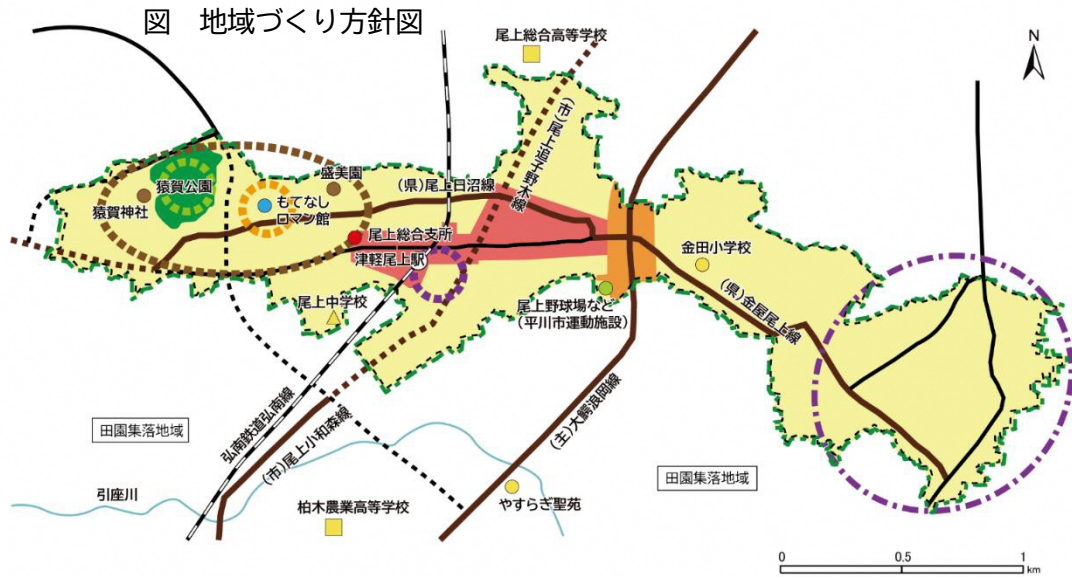 図 地域づくり方針図
尾上総合高等学校
N
(市)尾上追子野木線
盛美園
(県)尾上日沼線
猿賀公園
猿賀神社
もてなし
ロマン館
尾上総合支所
津軽尾上駅
金田小学校
尾上中学校
尾上野球場など
(平川市運動施設)
(県)金屋尾上線
弘南鉄道弘南線
(市)尾上小和森線
(主)大鰐浪岡線
田園集落地域
田園集落地域
引座川
柏木農業高等学校
やすらぎ聖苑
0 0.5 1
km